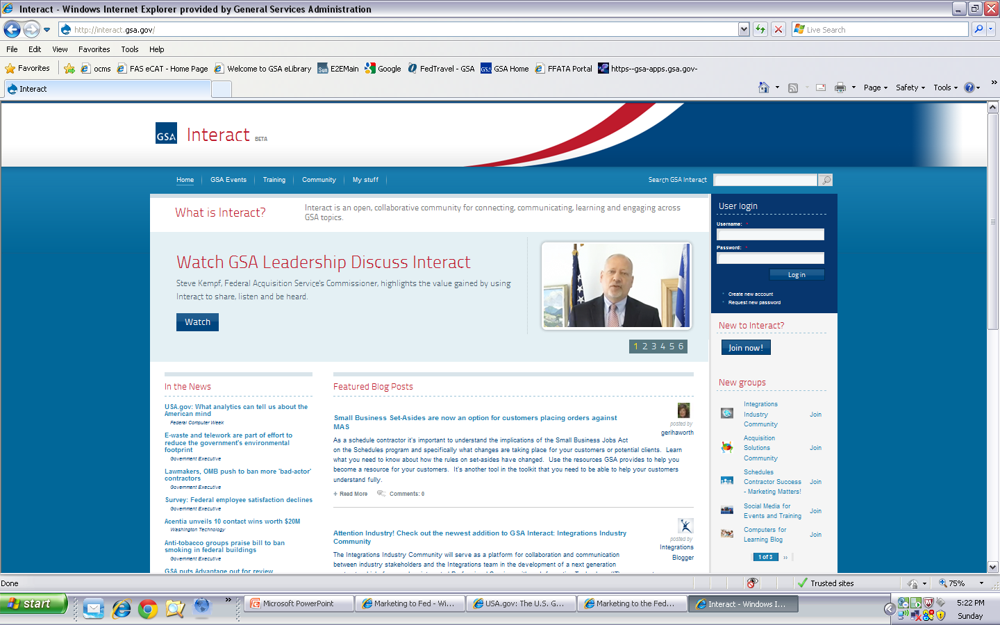 Interact - Windows Internet Explorer provided by General Services Administration
http://interact.gsa.gov/
Live Search
File Edit View Favorites Tools Help
Favorites ocms FAS eCAT - Home Page Welcome to GSA eLibrary Sun E2EMain Google FedTravel - GSA GSA GSA Home FFATA Portal https--gsa-apps.gsa.gov-
Interact
Page Safety Tools
GSA Interact BETA
Home GSA Events Training Community My stuff
Search GSA Interact
What is Interact?
Interact is an open, collaborative community for connecting, communicating, learning and engaging across
GSA topics.
Watch GSA Leadership Discuss Interact
Steve Kempf, Federal Acquisition Service's Commissioner, highlights the value gained by using
Interact to share, listen and be heard.
Watch
1 2 3 4 5 6
User login
Username: *
Password: *
Log in
Create new account
Request new password
New to Interact?
Join now!
New groups
Integrations
Industry
Community
Join
Acquisition
Solutions
Community
Join
Schedules
Contractor Success
- Marketing Matters!
Join
Social Media for
Events and Training
Join
Computers for
Learning Blog
Join
1 of 3 ››
In the News
USA.gov: What analytics can tell us about the
American mind
Federal Computer Week
E-waste and telework are part of effort to
reduce the government's environmental
footprint
Government Executive
Lawmakers, OMB push to ban more 'bad-actor'
contractors
Government Executive
Survey: Federal employee satisfaction declines
Government Executive
Acentia unveils 10 contact wins worth $20M
Washington Technology
Anti-tobacco groups praise bill to ban
smoking in federal buildings
Government Executive
GSA puts Advantage out for review
Featured Blog Posts
Small Business Set-Asides are now an option for customers placing orders against
MAS
posted by
gerihaworth
As a schedule contractor it's important to understand the implications of the Small Business Jobs Act
on the Schedules program and specifically what changes are taking place for your customers or potential clients. Learn
what you need to know about how the rules on set-asides have changed. Use the resources GSA provides to help you
become a resource for your customers. It's another tool in the toolkit that you need to be able to help your customers
understand fully.
+ Read More Comments: 0
Attention Industry! Check out the newest addition to GSA Interact: Integrations Industry
Community
posted by
Integrations
Blogger
The Integrations Industry Community will serve as a platform for collaboration and communication
between industry stakeholders and the Integrations team in the development of a next generation
Done
Trusted sites
75%
start
Microsoft PowerPoint
Marketing to Fed - Wi...
USA.gov: The U.S. G...
Marketing to the Fed...
Interact - Windows I...
5:22 PM
Sunday